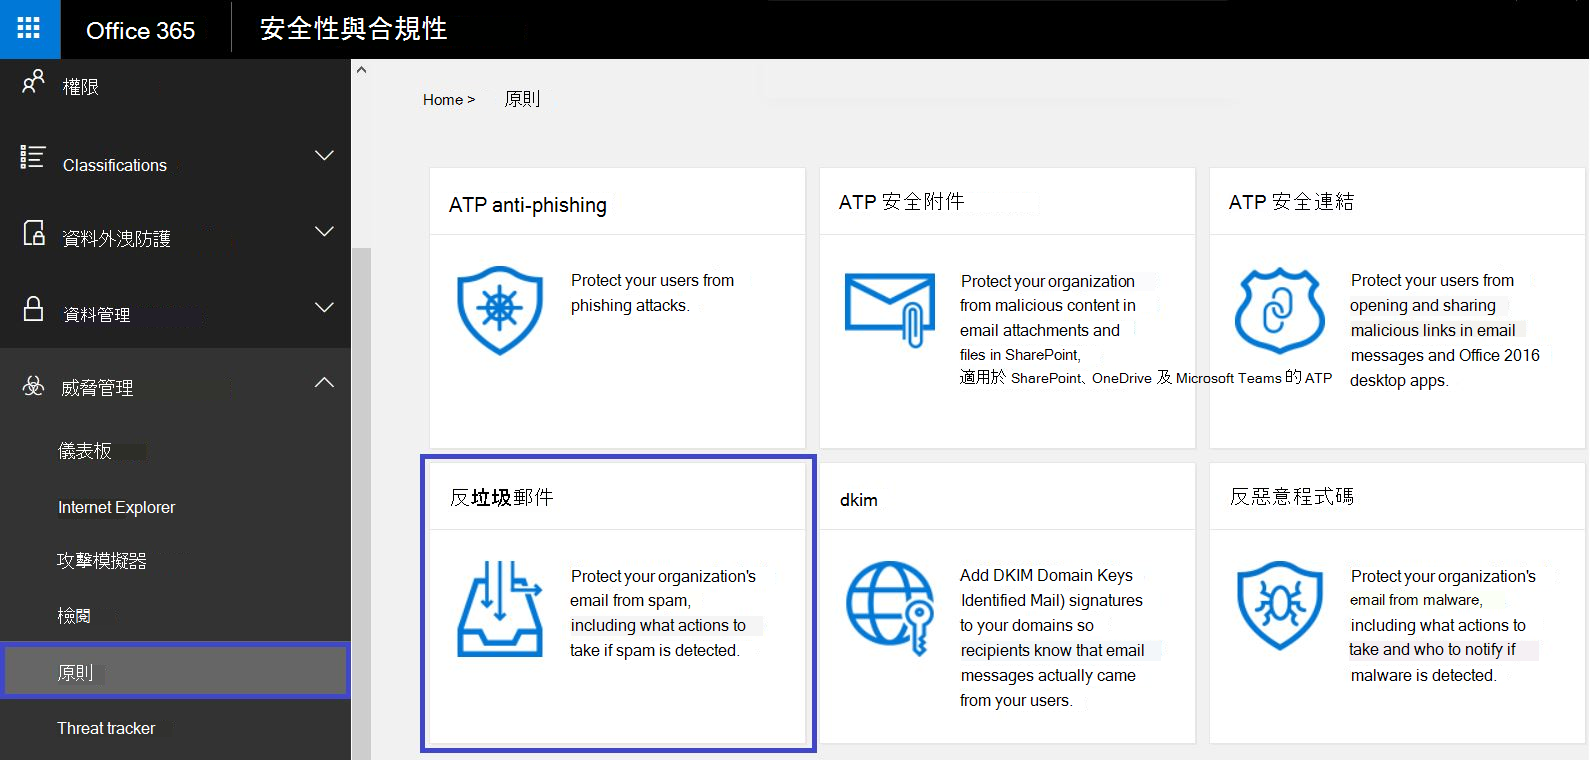 Office 365
安全性與合規性
權限
Classifications
資料外洩防護
資料管理
威脅管理
儀表板
Internet Explorer
攻擊模擬器
檢閱
原則
Threat tracker
Home > 原則
ATP anti-phishing
Protect your users from
phishing attacks.
ATP 安全附件
Protect your organization
from malicious content in
email attachments and
files in SharePoint,
適用於 SharePoint、OneDrive 及 Microsoft Teams 的 ATP
ATP 安全連結
Protect your users from
opening and sharing
malicious links in email
messages and Office 2016
desktop apps.
反垃圾郵件
Protect your organization's
email from spam,
including what actions to
take if spam is detected.
dkim
Add DKIM Domain Keys
Identified Mail) signatures
to your domains so
recipients know that email
messages actually came
from your users.
反惡意程式碼
Protect your organization's
email from malware,
including what actions to
take and who to notify if
malware is detected.